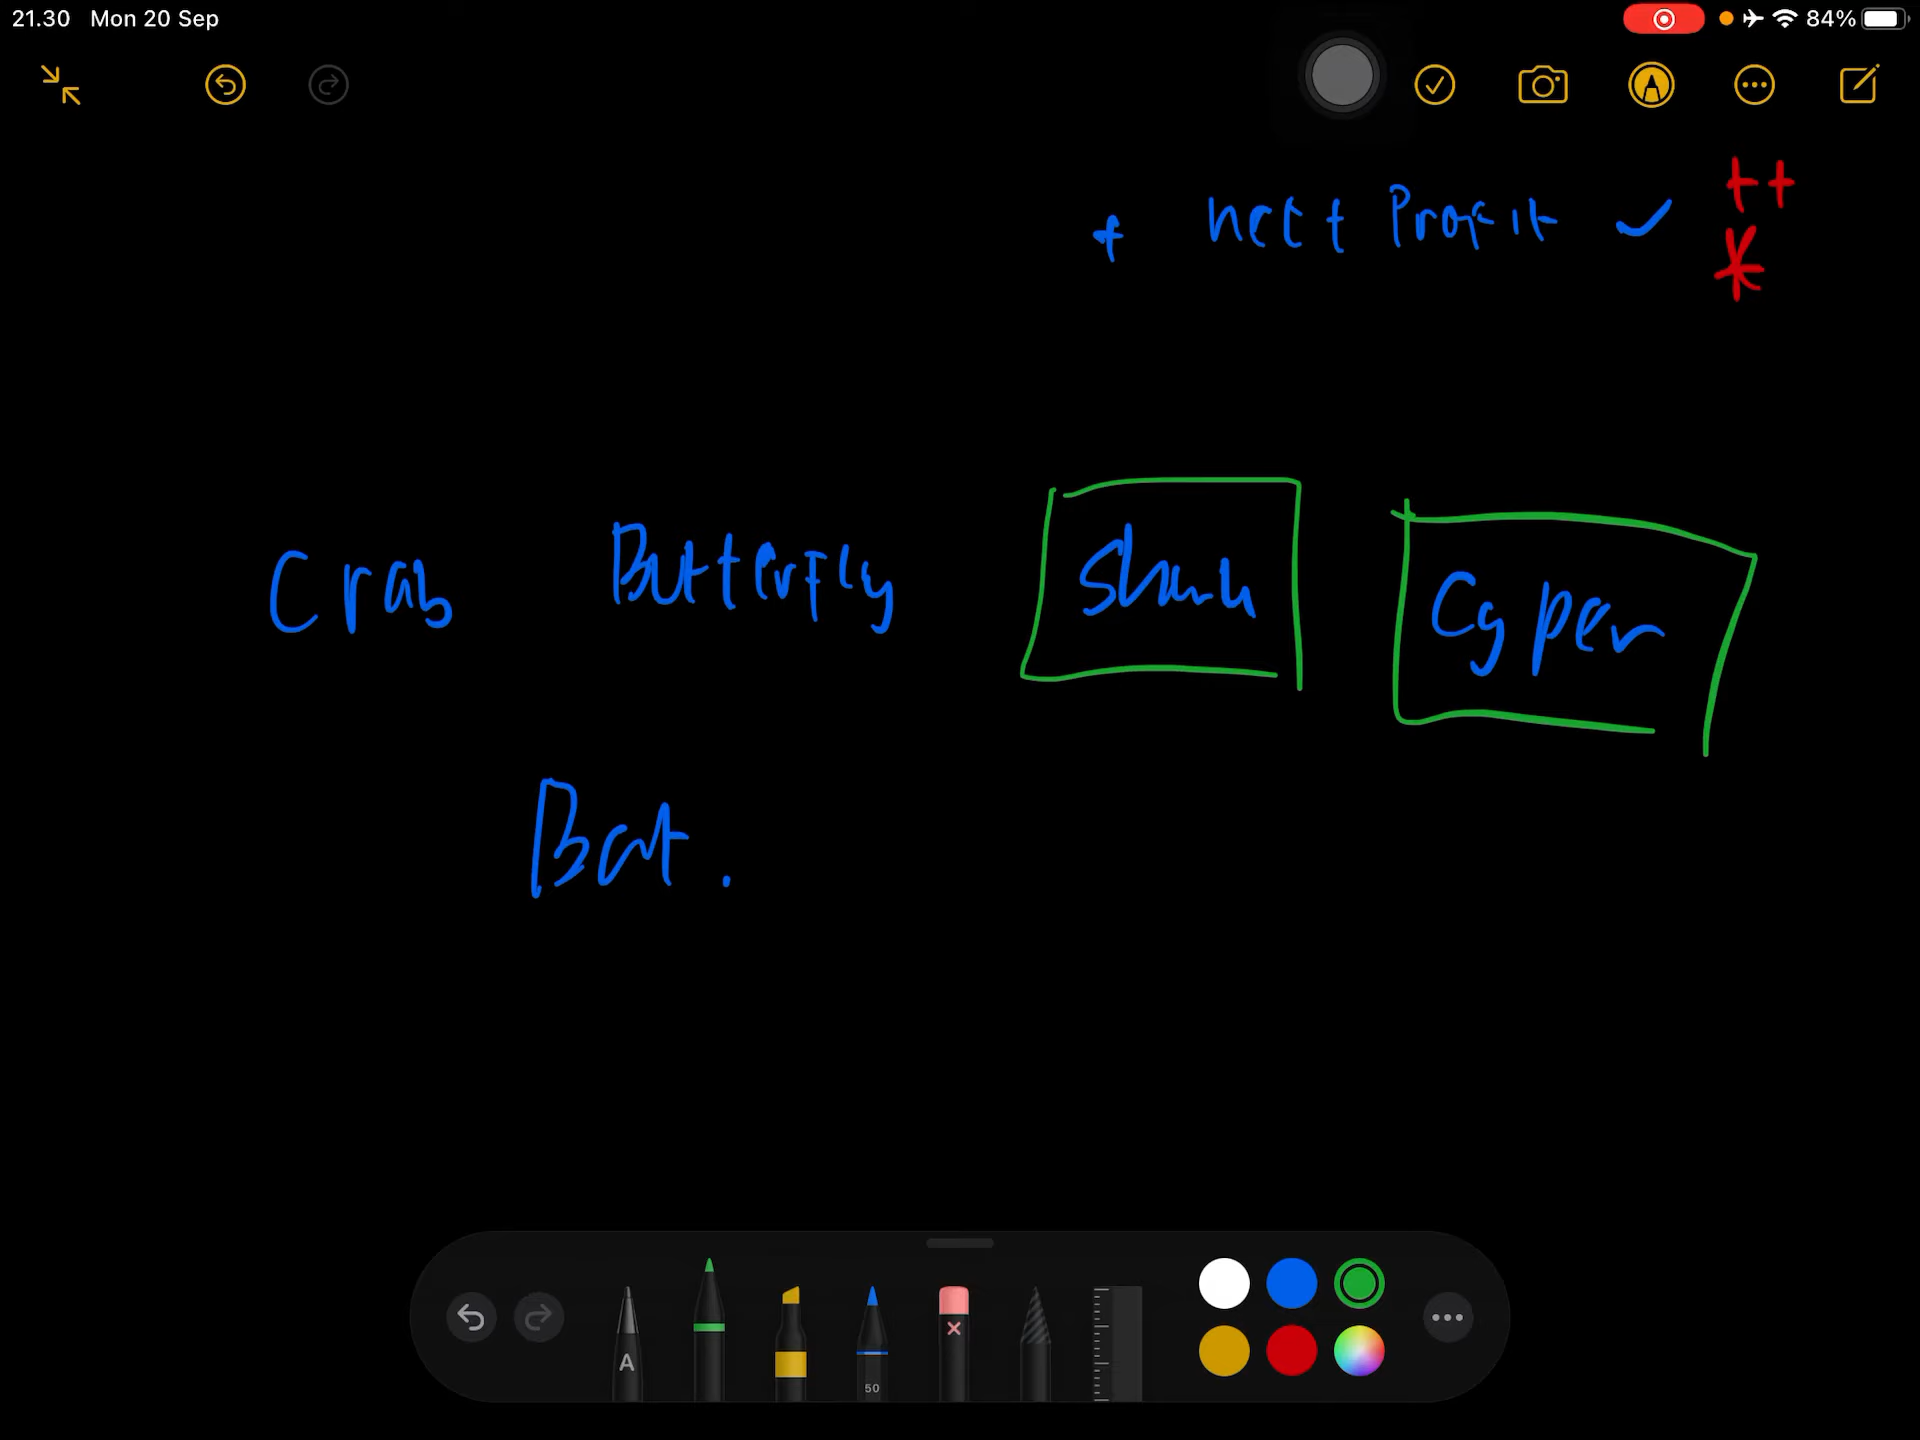 21.30 Mon 20 Sep
84%
+ nett Profit ✓ ++
*
Crab Butterfly Shark Cyper
Bat.
A
50